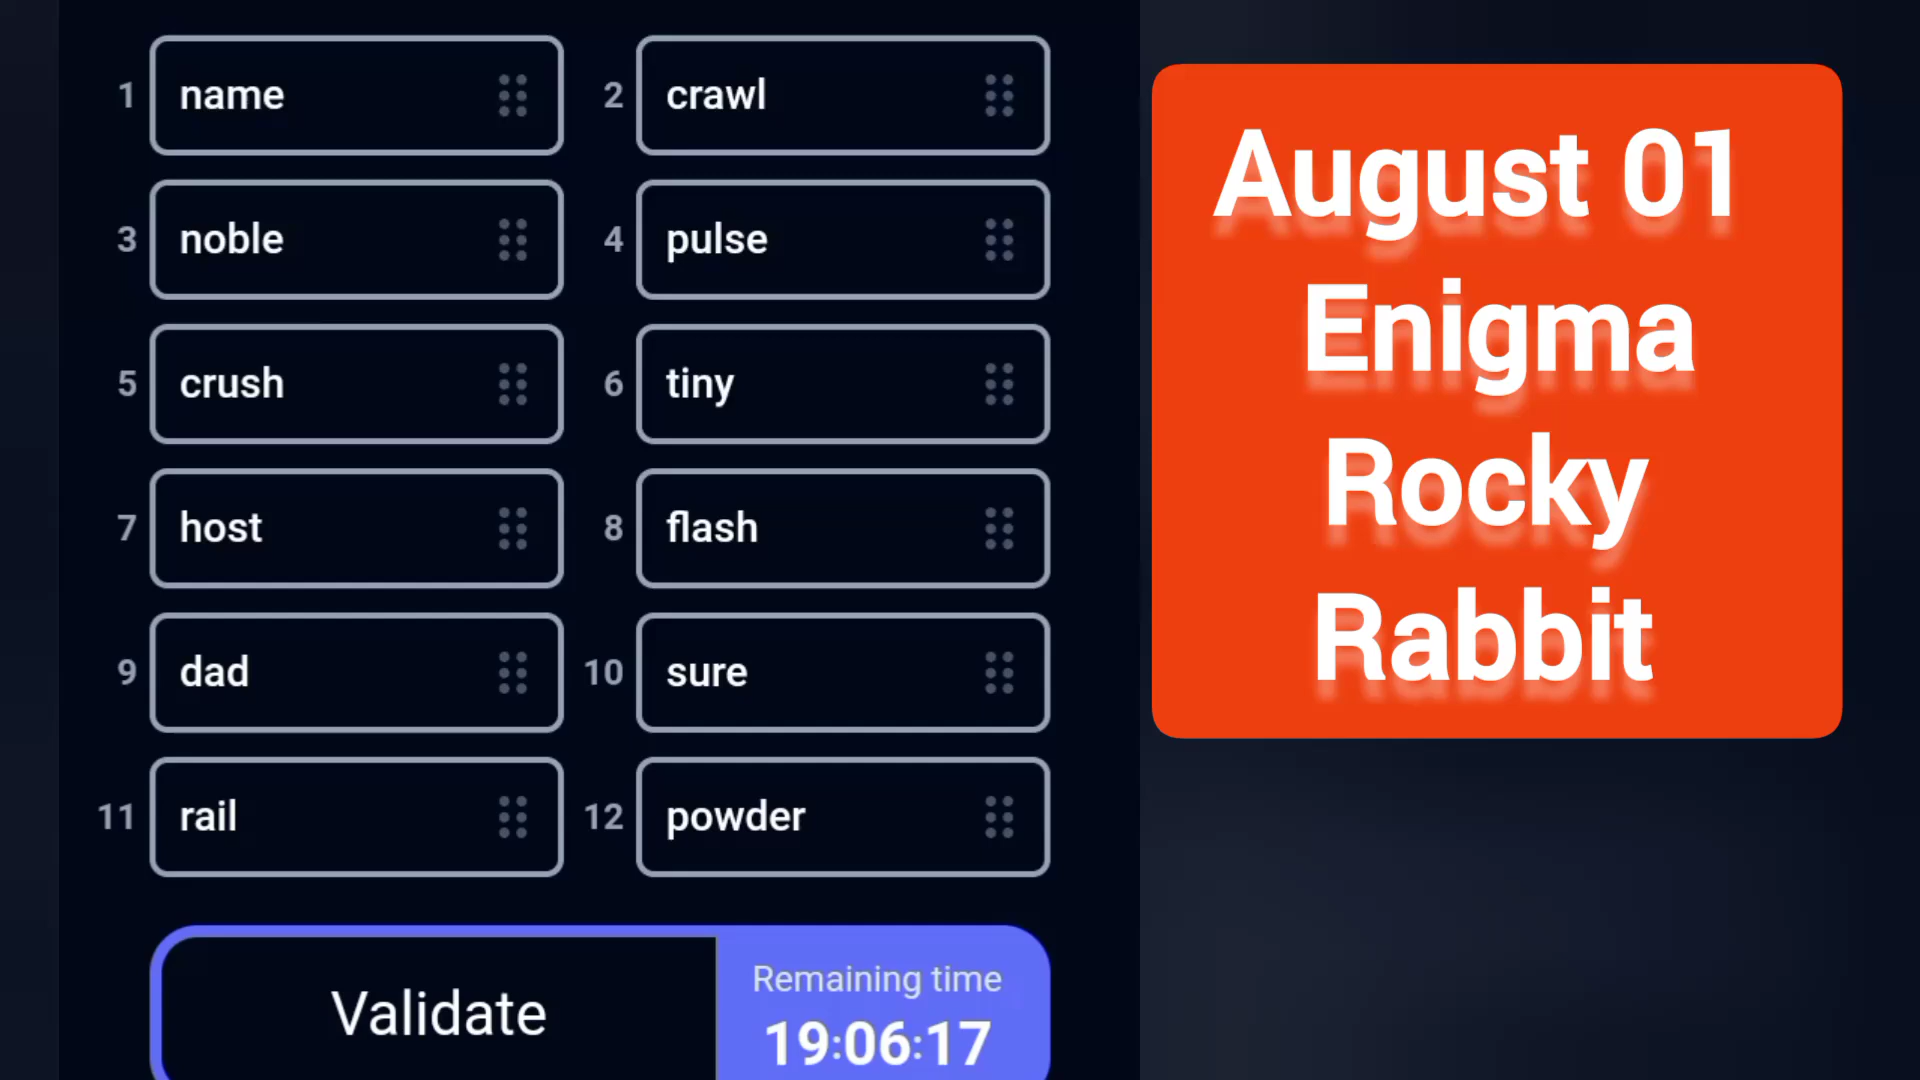 1 name 2 crawl
3 noble 4 pulse
5 crush 6 tiny
7 host 8 flash
9 dad 10 sure
11 rail 12 powder
Validate
Remaining time
19:06:17
August 01
Enigma
Rocky
Rabbit